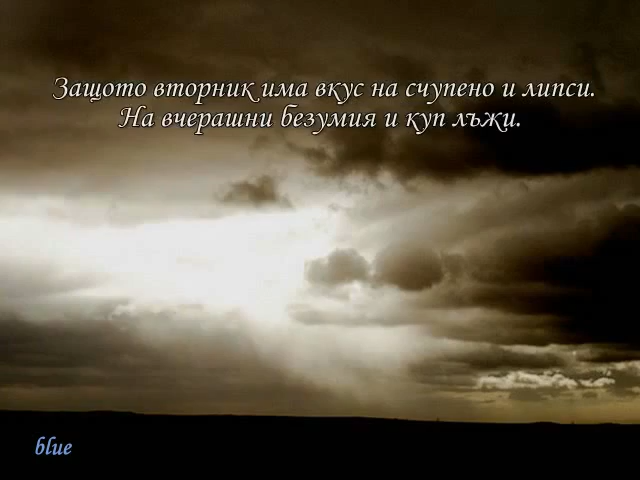 Защото вторник има вкус на счупено и липси.
На вчерашни безумия и куп лъжи.
blue